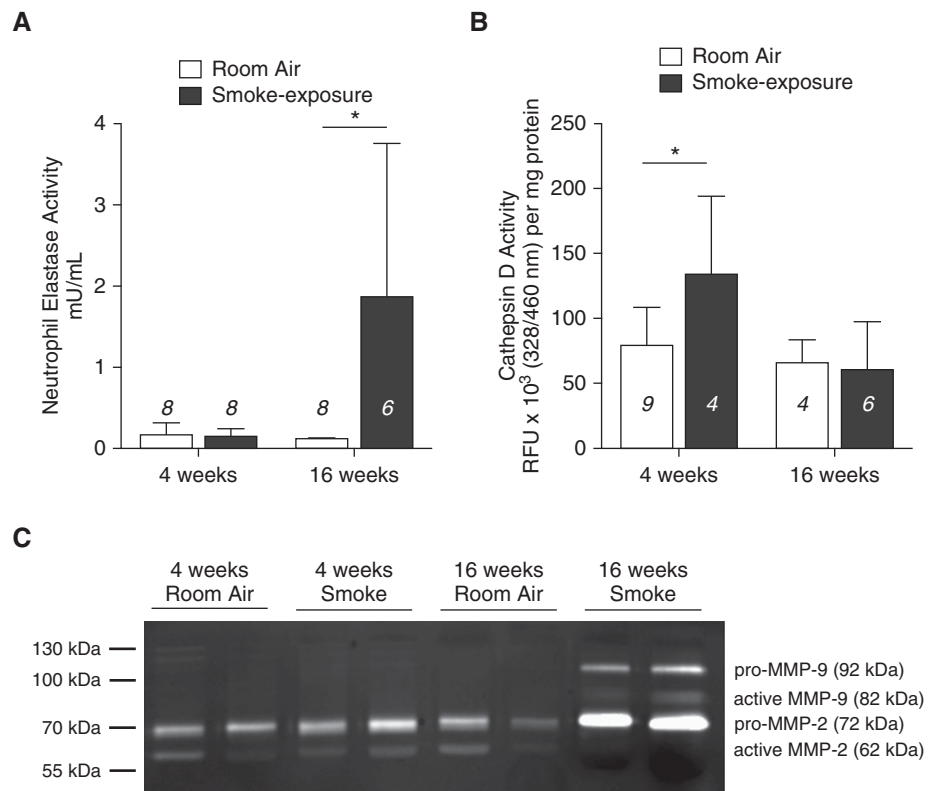 A
Room Air
Smoke-exposure
Neutrophil Elastase Activity
mU/mL
4
3
2
1
0
*
8
8
8
6
4 weeks
16 weeks
B
Room Air
Smoke-exposure
Cathepsin D Activity
RFU x 10³ (328/460 nm) per mg protein
250
200
150
100
50
0
*
9
4
4
6
4 weeks
16 weeks
C
4 weeks
Room Air
4 weeks
Smoke
16 weeks
Room Air
16 weeks
Smoke
130 kDa
100 kDa
70 kDa
55 kDa
pro-MMP-9 (92 kDa)
active MMP-9 (82 kDa)
pro-MMP-2 (72 kDa)
active MMP-2 (62 kDa)